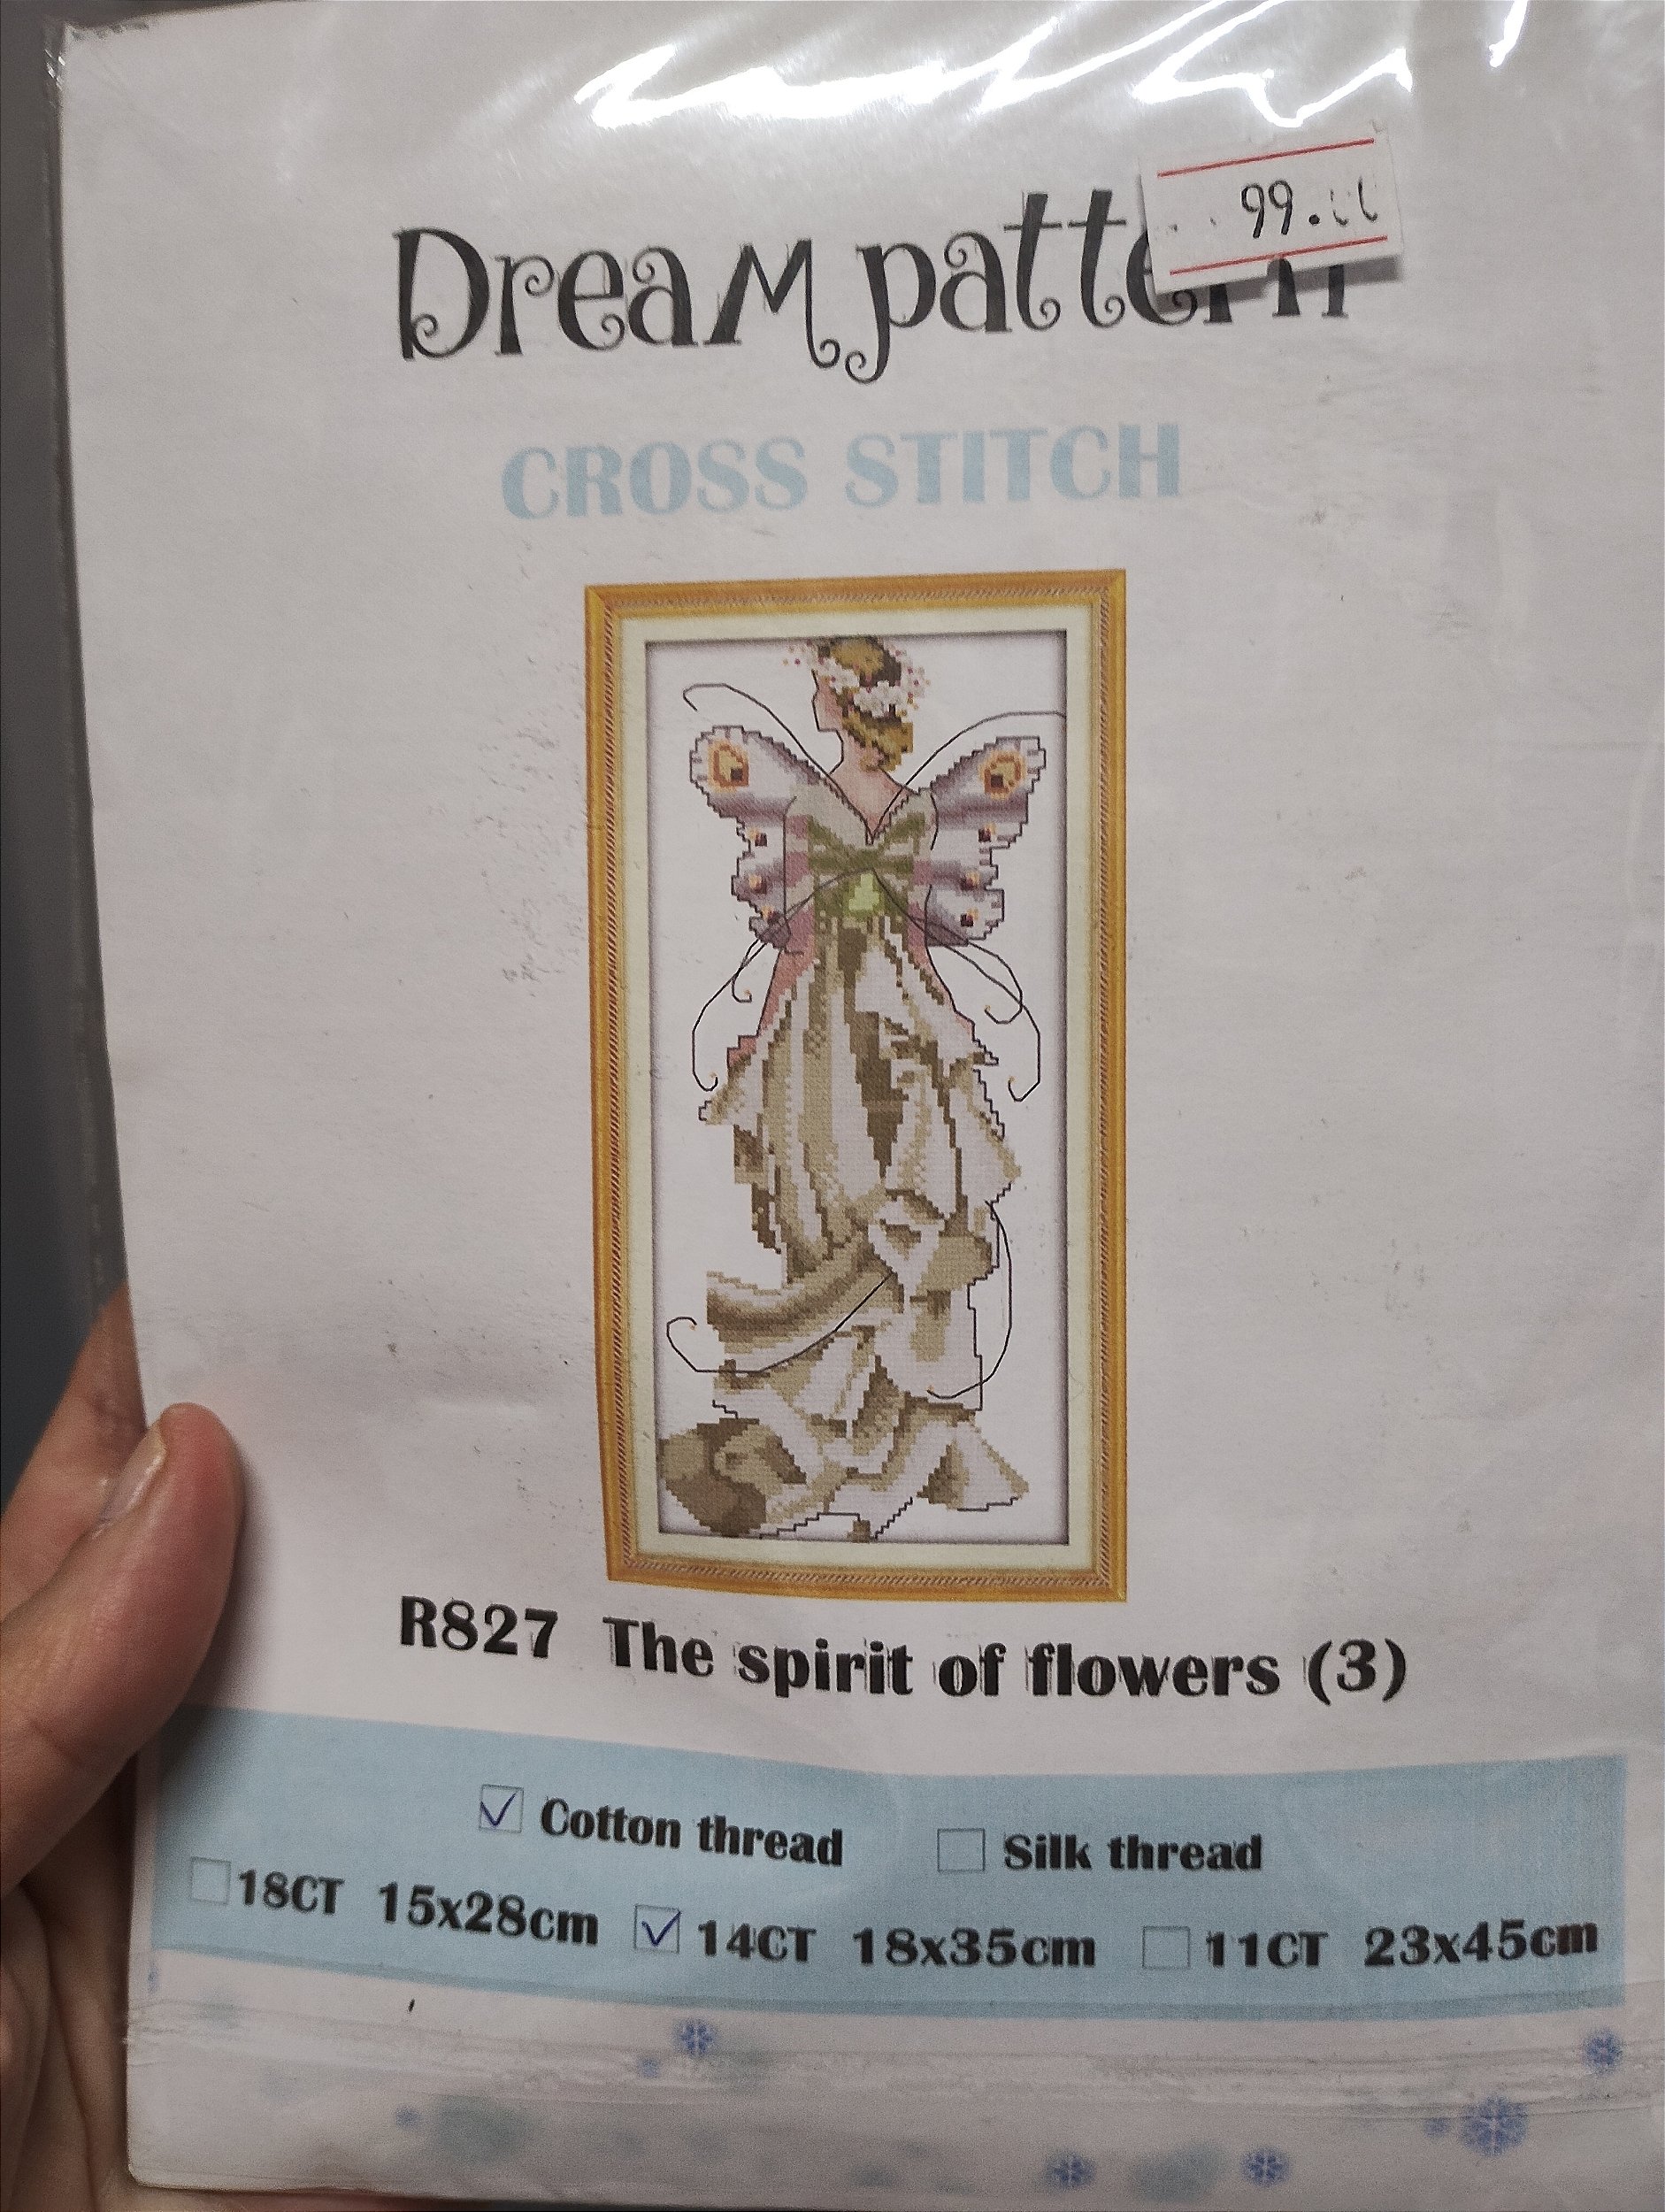 99.
Dream pattern
CROSS STITCH
R827 The spirit of flowers (3)
Cotton thread Silk thread
18CT 15x28cm 14CT 18x35cm 11CT 23x45cm